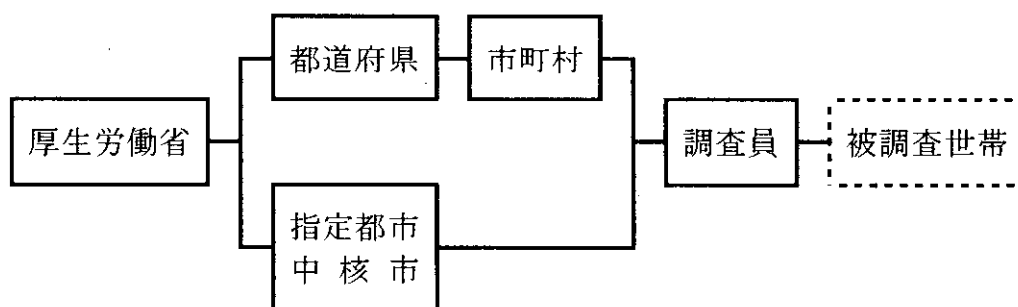 厚生労働省
都道府県
市町村
指定都市
中核市
調査員
被調査世帯